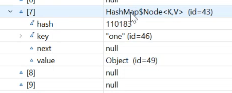 [7] HashMap$Node<K,V> (id=43)
hash 110183
key "one" (id=46)
next null
value Object (id=49)
[8] null
[9] null